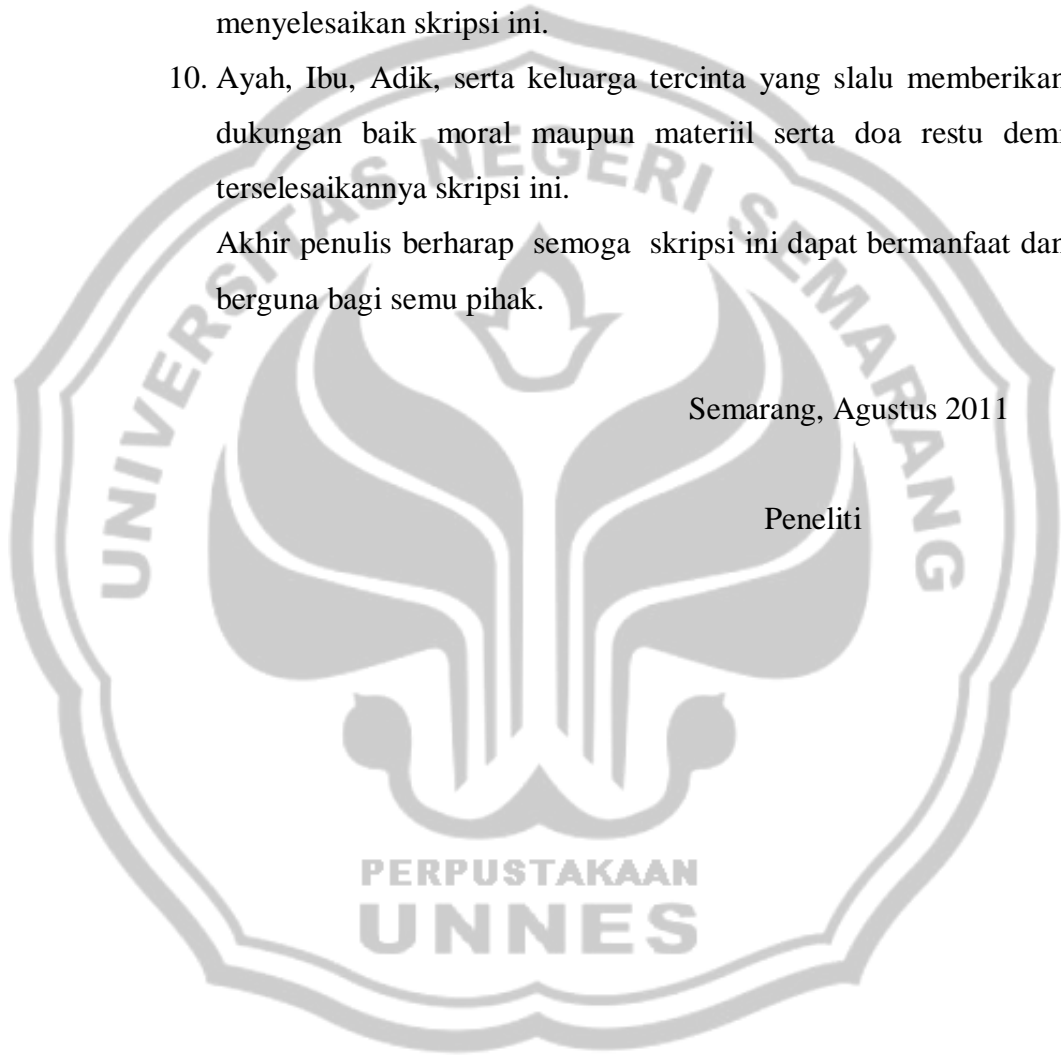 menyelesaikan skripsi ini.
10. Ayah, Ibu, Adik, serta keluarga tercinta yang slalu memberikan
dukungan baik moral maupun materiil serta doa restu demi
terselesaikannya skripsi ini.
Akhir penulis berharap semoga skripsi ini dapat bermanfaat dan
berguna bagi semu pihak.
Semarang, Agustus 2011
Peneliti
UNIVERSITAS NEGERI SEMARANG
PERPUSTAKAAN
UNNES